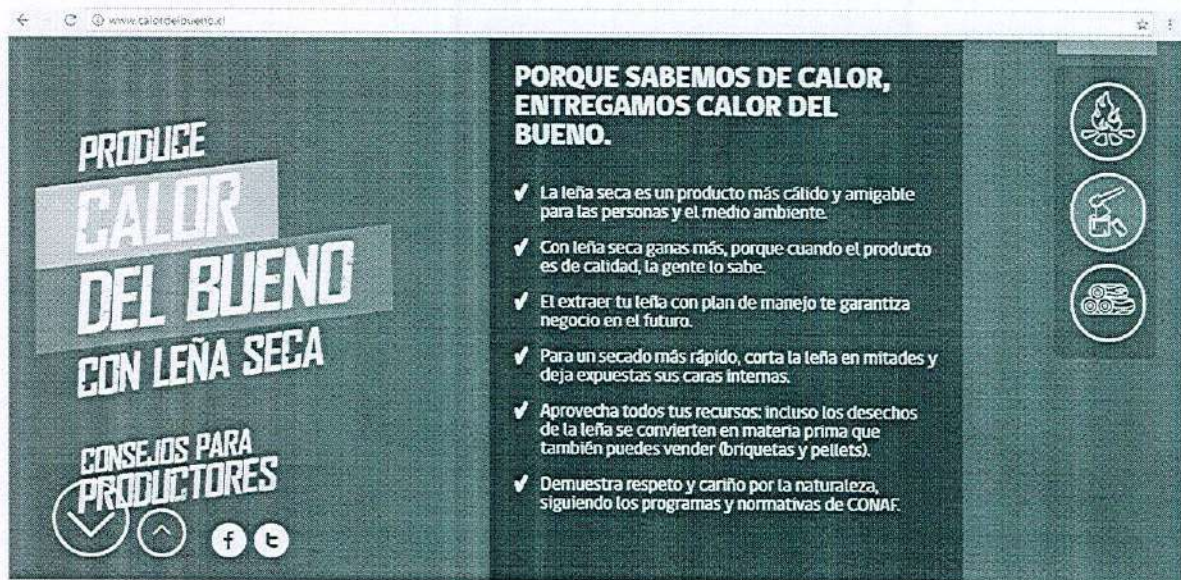 www.calordelbueno.cl
PRODUCE
CALOR
DEL BUENO
CON LEÑA SECA
CONSEJOS PARA
PRODUCTORES
f t
PORQUE SABEMOS DE CALOR,
ENTREGAMOS CALOR DEL
BUENO.
La leña seca es un producto más cálido y amigable
para las personas y el medio ambiente.
Con leña seca ganas más, porque cuando el producto
es de calidad, la gente lo sabe.
El extraer tu leña con plan de manejo te garantiza
negocio en el futuro.
Para un secado más rápido, corta la leña en mitades y
deja expuestas sus caras internas.
Aprovecha todos tus recursos: incluso los desechos
de la leña se convierten en materia prima que
también puedes vender (briquetas y pellets).
Demuestra respeto y cariño por la naturaleza,
siguiendo los programas y normativas de CONAF.